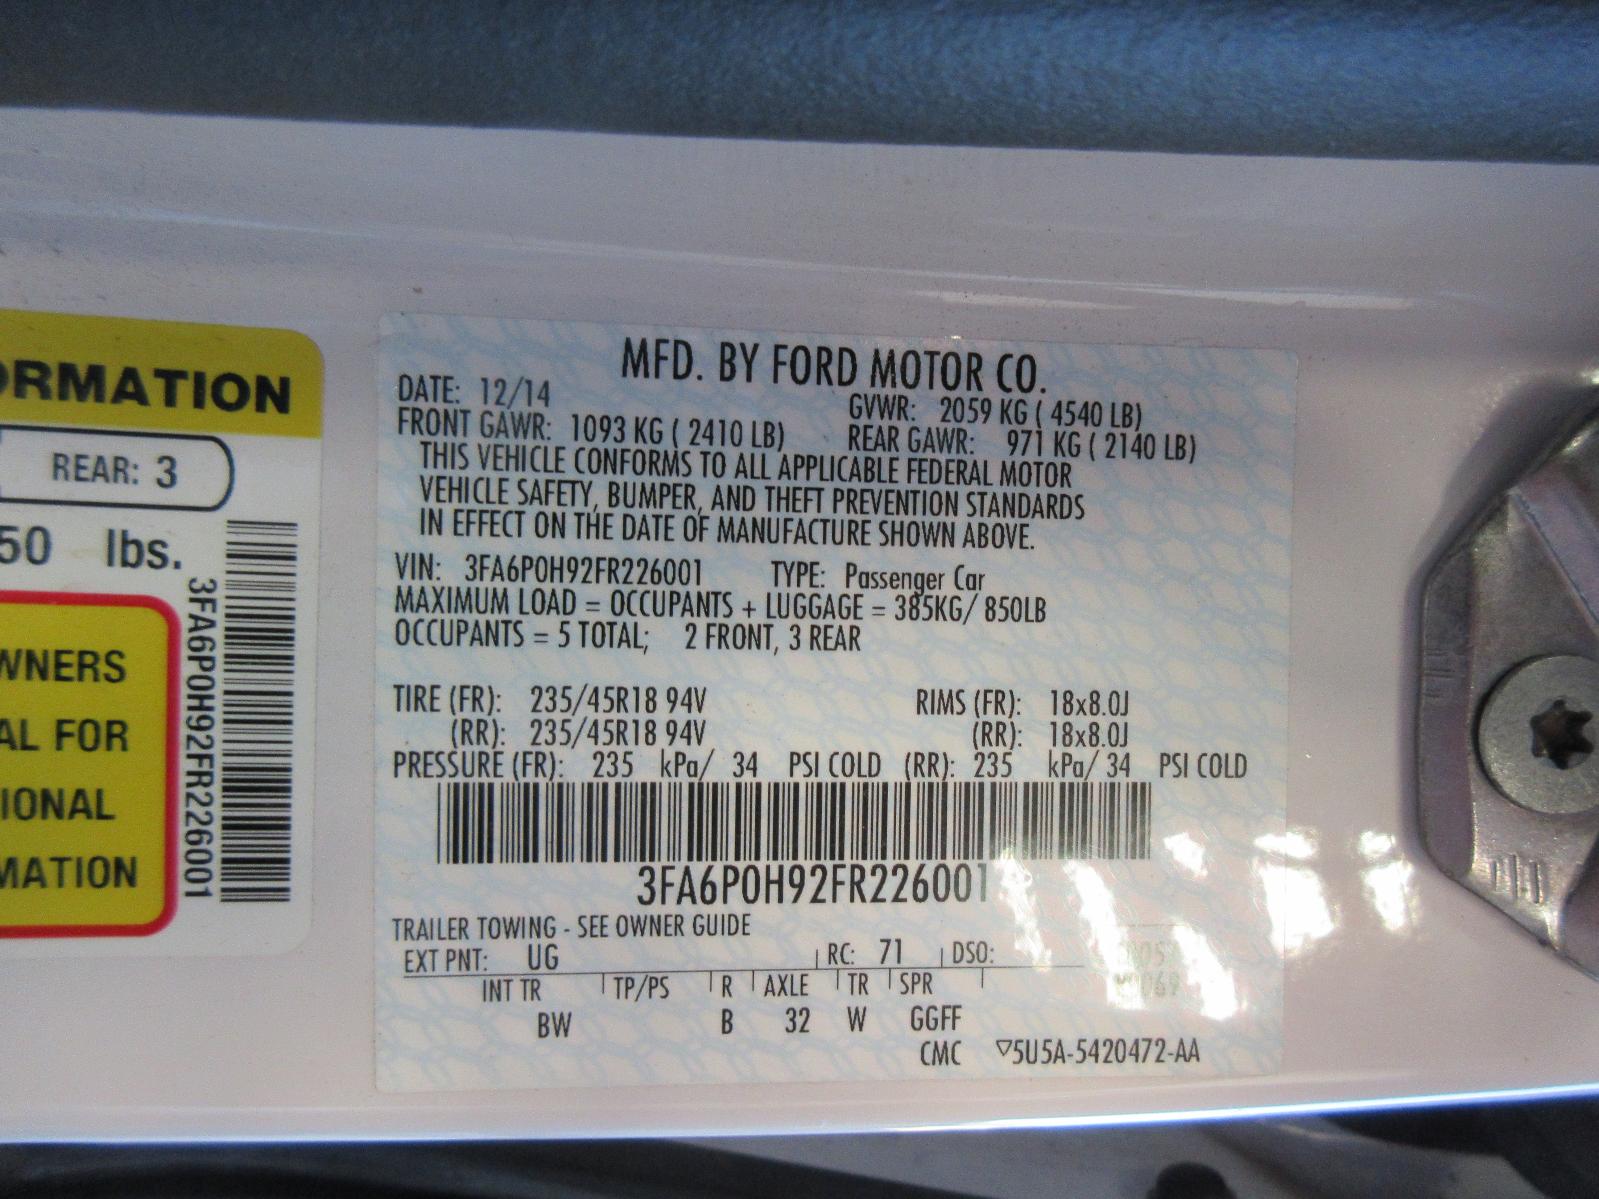 ORMATION
REAR: 3
50 lbs.
3FA6P0H92FR226001
WNERS
AL FOR
IONAL
MATION
MFD. BY FORD MOTOR CO.
DATE: 12/14 GVWR: 2059 KG ( 4540 LB)
FRONT GAWR: 1093 KG ( 2410 LB) REAR GAWR: 971 KG ( 2140 LB)
THIS VEHICLE CONFORMS TO ALL APPLICABLE FEDERAL MOTOR
VEHICLE SAFETY, BUMPER, AND THEFT PREVENTION STANDARDS
IN EFFECT ON THE DATE OF MANUFACTURE SHOWN ABOVE.
VIN: 3FA6P0H92FR226001 TYPE: Passenger Car
MAXIMUM LOAD = OCCUPANTS + LUGGAGE = 385KG/ 850LB
OCCUPANTS = 5 TOTAL; 2 FRONT, 3 REAR
TIRE (FR): 235/45R18 94V RIMS (FR): 18x8.0J
(RR): 235/45R18 94V (RR): 18x8.0J
PRESSURE (FR): 235 kPa/ 34 PSI COLD (RR): 235 kPa/ 34 PSI COLD
3FA6P0H92FR226001
TRAILER TOWING - SEE OWNER GUIDE
EXT PNT: UG RC: 71 DSO:
INT TR TP/PS R AXLE TR SPR
BW B 32 W GGFF
CMC ▽5U5A-5420472-AA